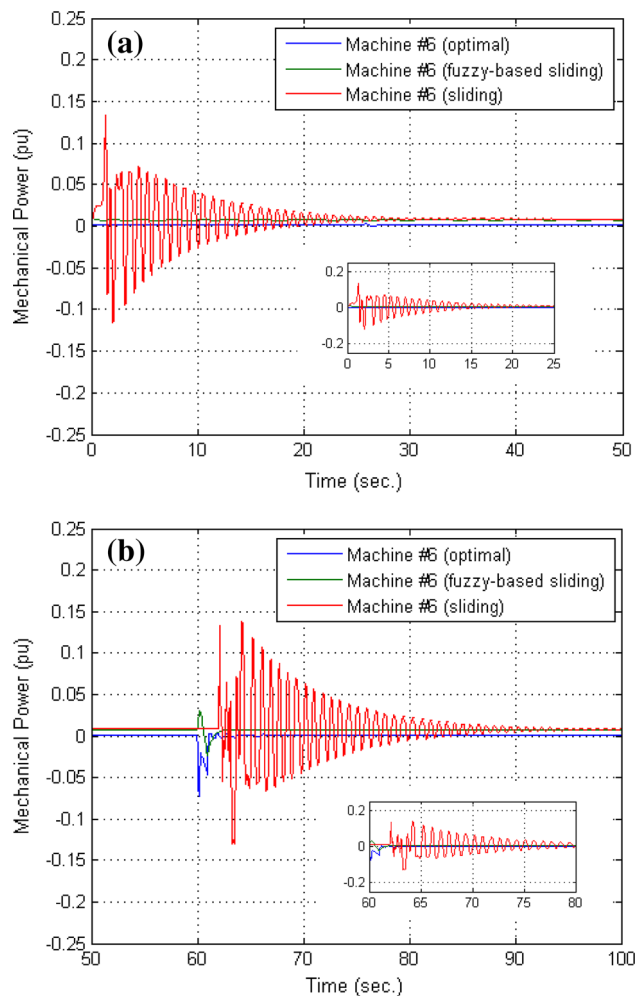 (a)
Machine #6 (optimal)
Machine #6 (fuzzy-based sliding)
Machine #6 (sliding)
Mechanical Power (pu)
0.25
0.2
0.15
0.1
0.05
0
-0.05
-0.1
-0.15
-0.2
-0.25
0.2
0
-0.2
0 5 10 15 20 25
0 10 20 30 40 50
Time (sec.)
(b)
Machine #6 (optimal)
Machine #6 (fuzzy-based sliding)
Machine #6 (sliding)
Mechanical Power (pu)
0.25
0.2
0.15
0.1
0.05
0
-0.05
-0.1
-0.15
-0.2
-0.25
0.2
0
-0.2
60 65 70 75 80
50 60 70 80 90 100
Time (sec.)